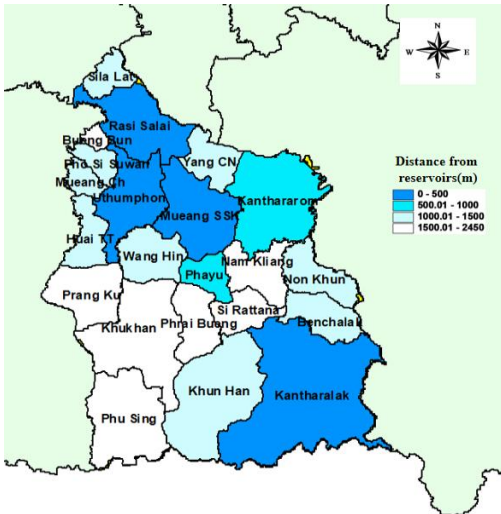 N
W E
S
Sila Lat
Rasi Salai
Bueng Bun
Pho Si Suwan
Yang CN
Mueang Ch
Uthumphon
Kanthararom
Mueang SSK
Huai TT
Wang Hin
Nam Kliang
Phayu
Non Khun
Prang Ku
Si Rattana
Benchalak
Khukhan
Phrai Bueng
Khun Han
Kantharalak
Phu Sing
Distance from
reservoirs(m)
0 - 500
500.01 - 1000
1000.01 - 1500
1500.01 - 2450